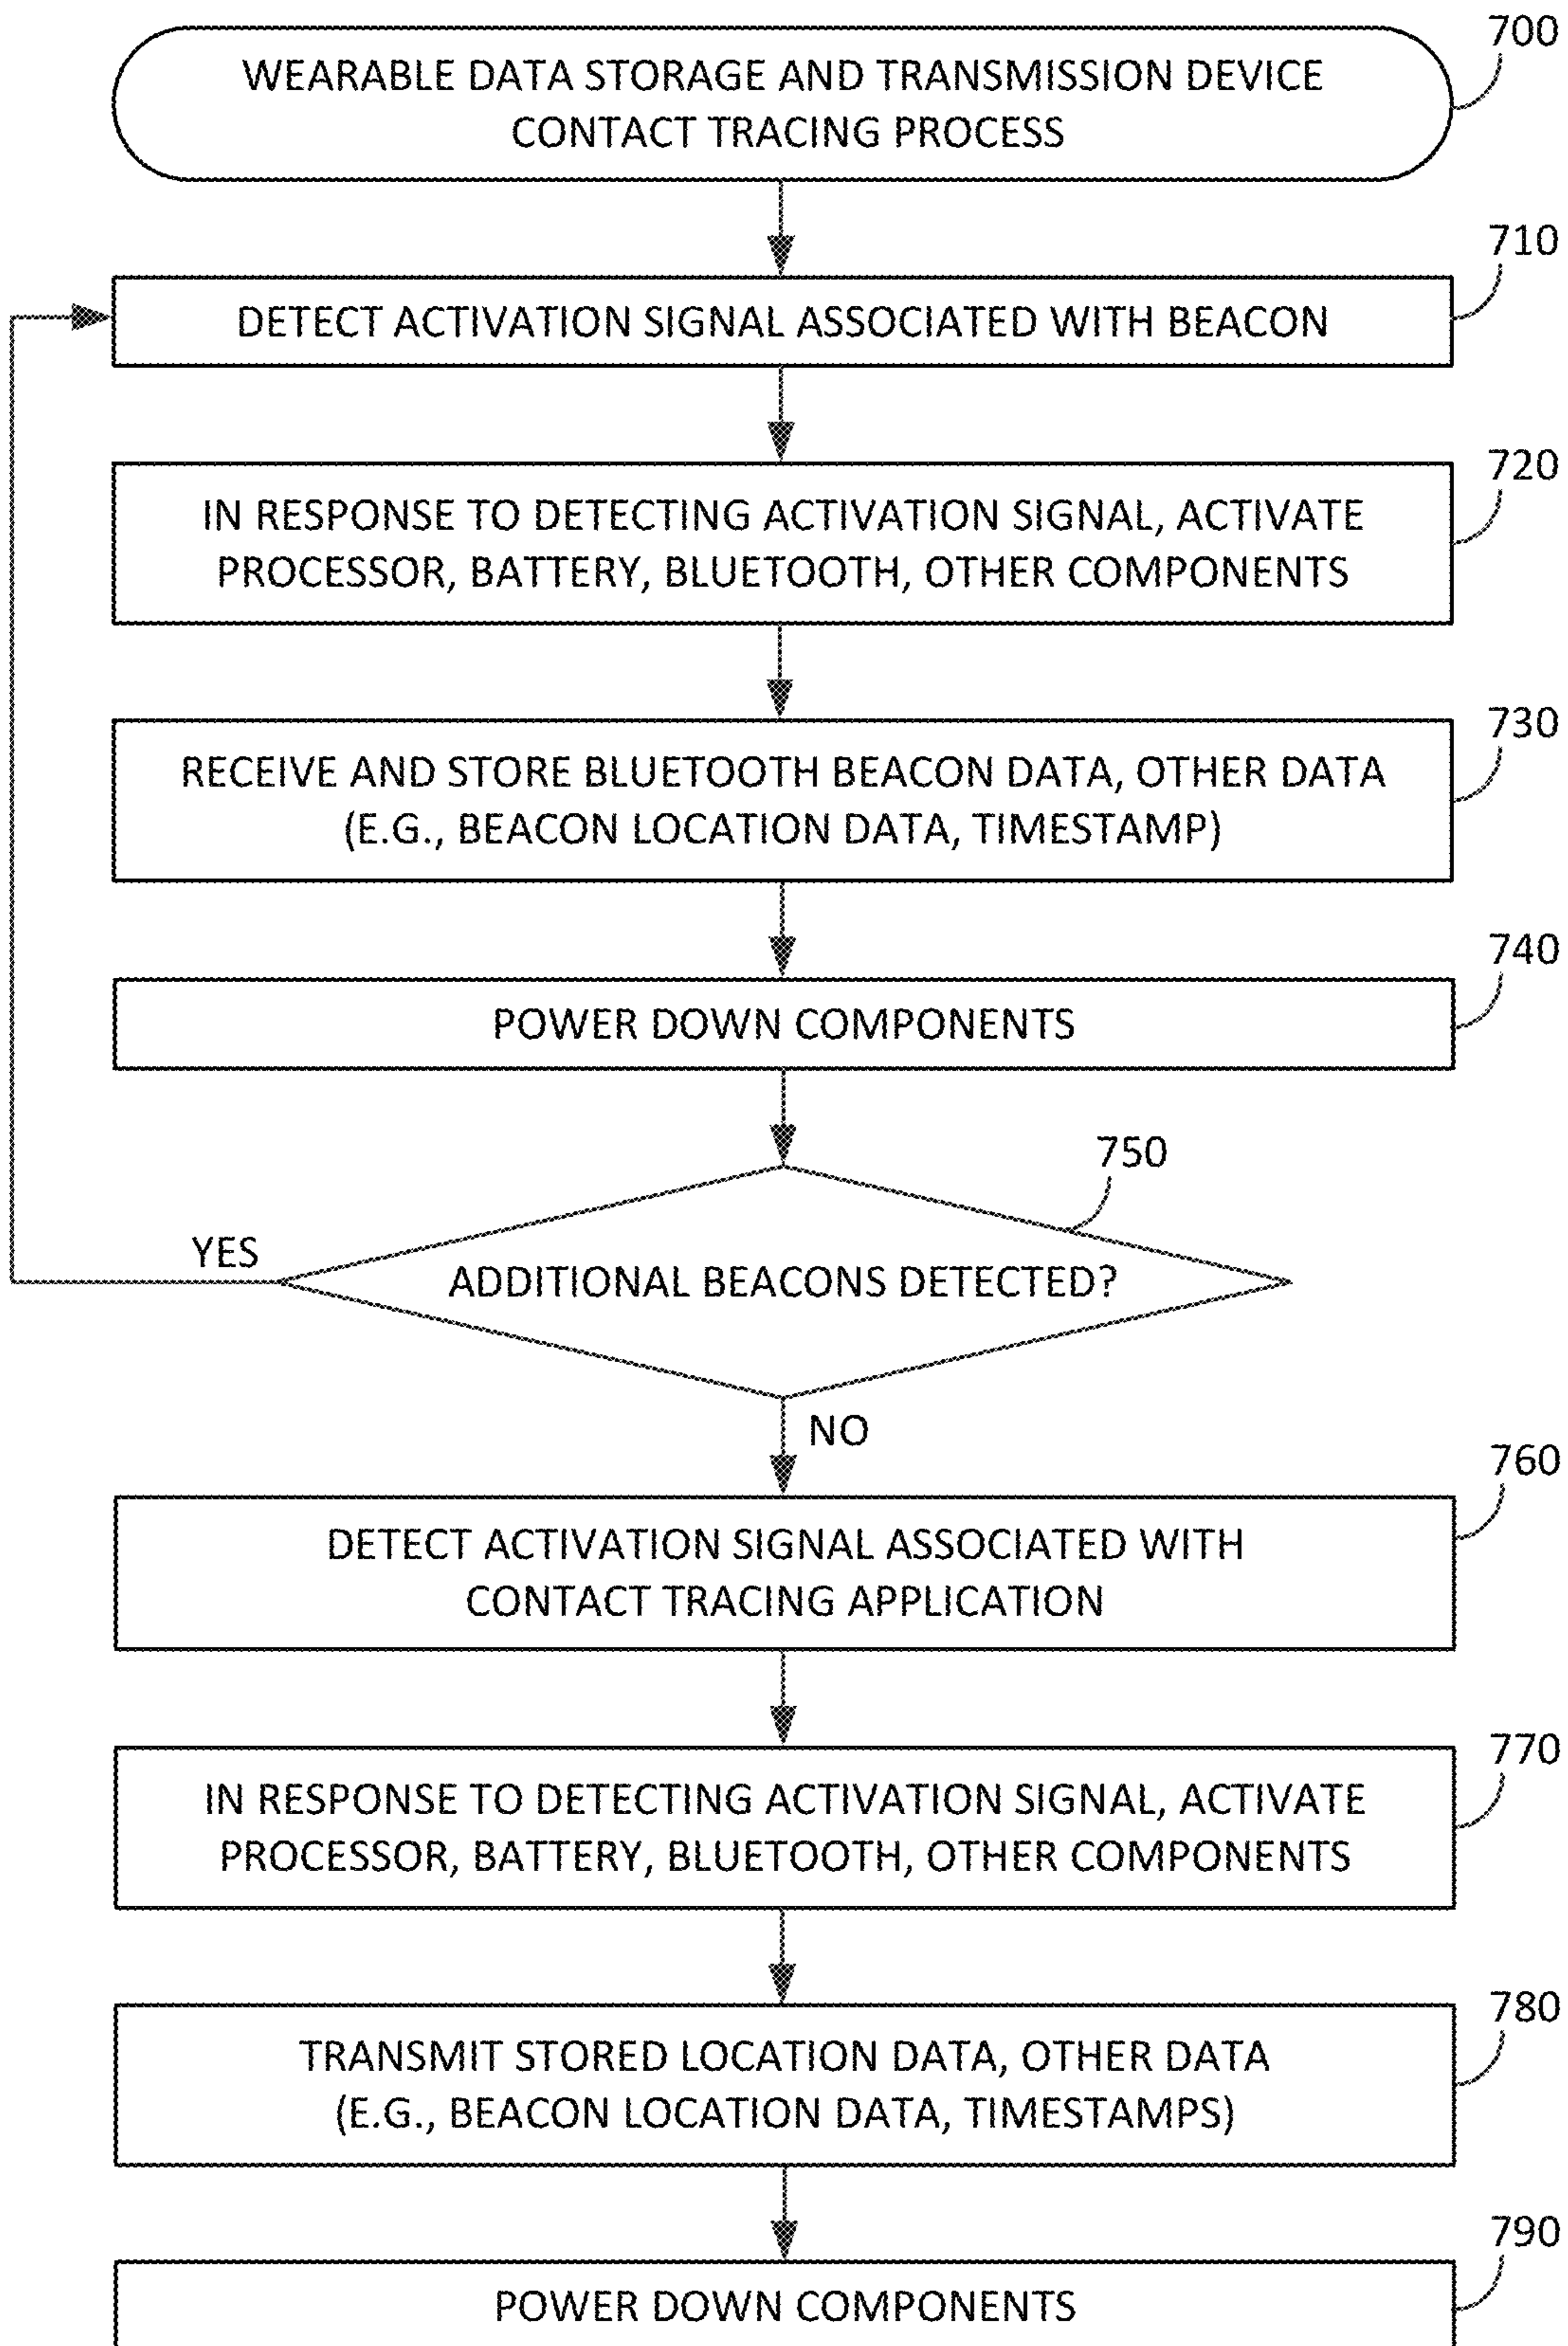 700
WEARABLE DATA STORAGE AND TRANSMISSION DEVICE
CONTACT TRACING PROCESS
710
DETECT ACTIVATION SIGNAL ASSOCIATED WITH BEACON
720
IN RESPONSE TO DETECTING ACTIVATION SIGNAL, ACTIVATE
PROCESSOR, BATTERY, BLUETOOTH, OTHER COMPONENTS
730
RECEIVE AND STORE BLUETOOTH BEACON DATA, OTHER DATA
(E.G., BEACON LOCATION DATA, TIMESTAMP)
740
POWER DOWN COMPONENTS
750
YES
ADDITIONAL BEACONS DETECTED?
NO
760
DETECT ACTIVATION SIGNAL ASSOCIATED WITH
CONTACT TRACING APPLICATION
770
IN RESPONSE TO DETECTING ACTIVATION SIGNAL, ACTIVATE
PROCESSOR, BATTERY, BLUETOOTH, OTHER COMPONENTS
780
TRANSMIT STORED LOCATION DATA, OTHER DATA
(E.G., BEACON LOCATION DATA, TIMESTAMPS)
790
POWER DOWN COMPONENTS